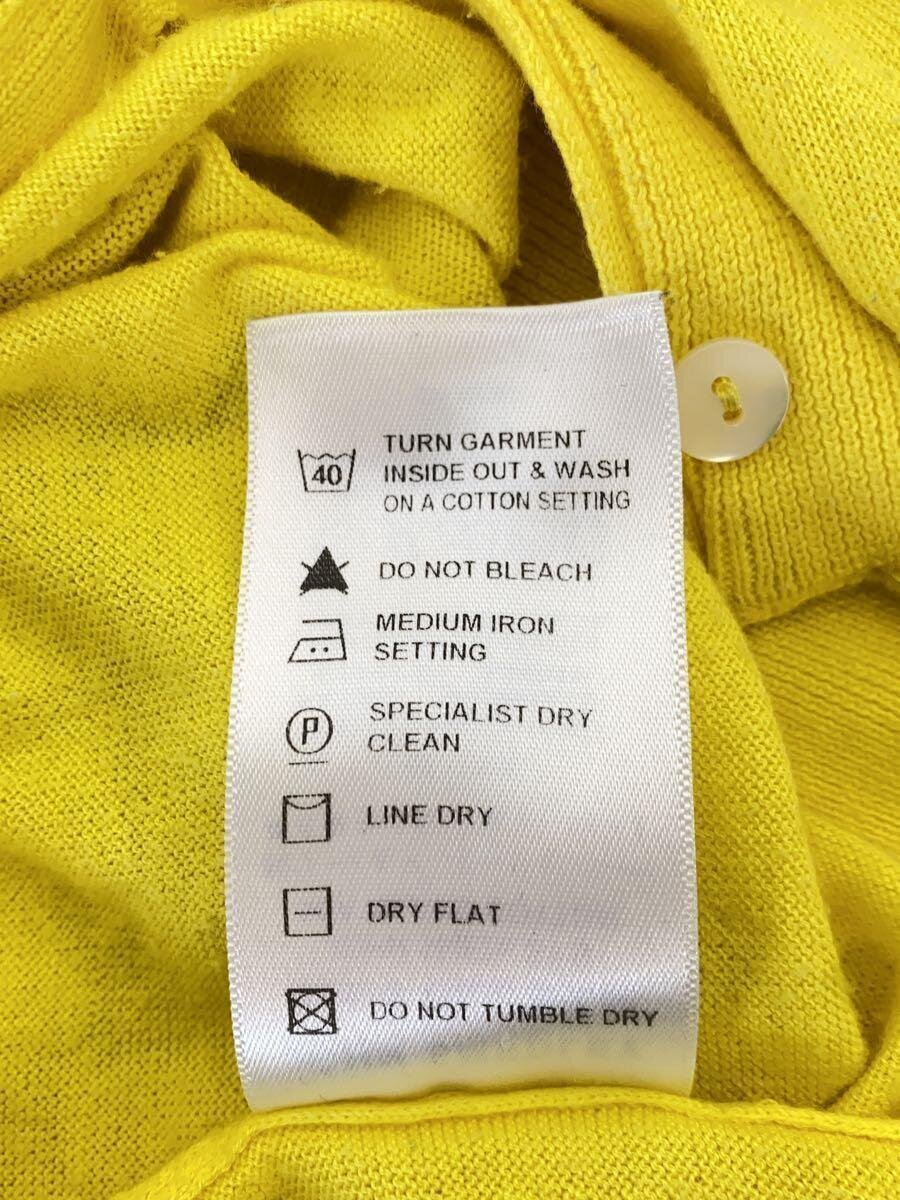 40
TURN GARMENT
INSIDE OUT & WASH
ON A COTTON SETTING
DO NOT BLEACH
MEDIUM IRON
SETTING
P
SPECIALIST DRY
CLEAN
LINE DRY
DRY FLAT
DO NOT TUMBLE DRY